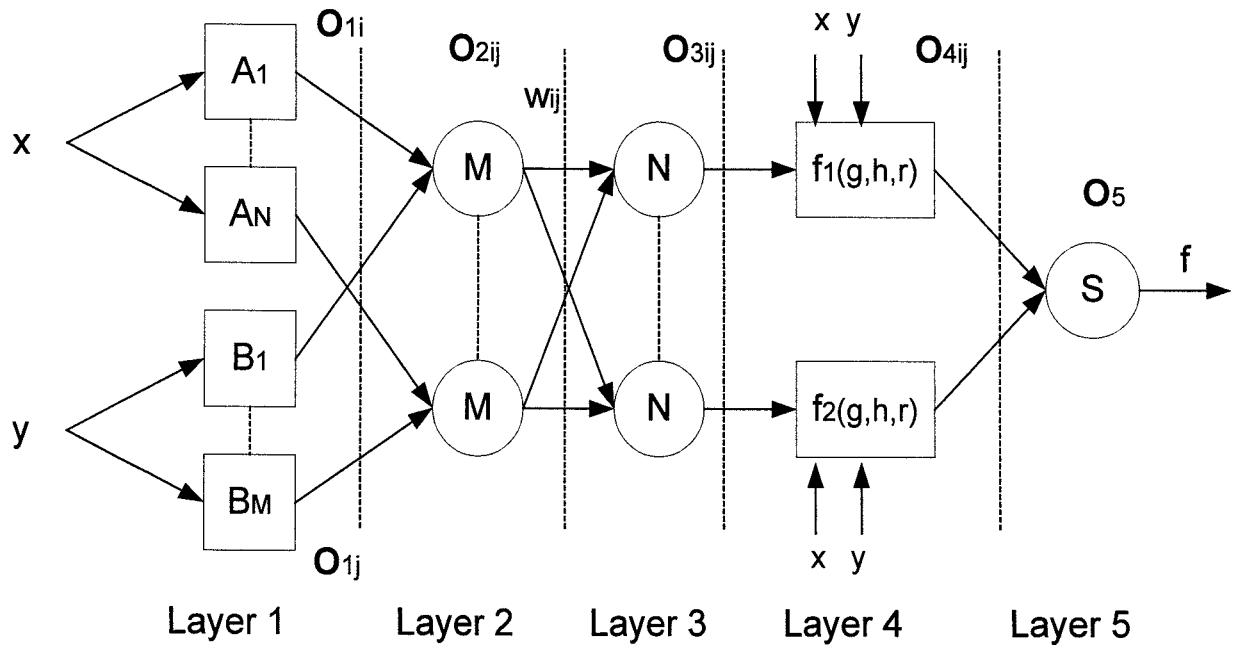 x
y
A1
AN
B1
BM
O1i
O1j
O2ij
wij
M
M
O3ij
N
N
x y
f1(g,h,r)
f2(g,h,r)
x y
O4ij
O5
S
f
Layer 1 Layer 2 Layer 3 Layer 4 Layer 5